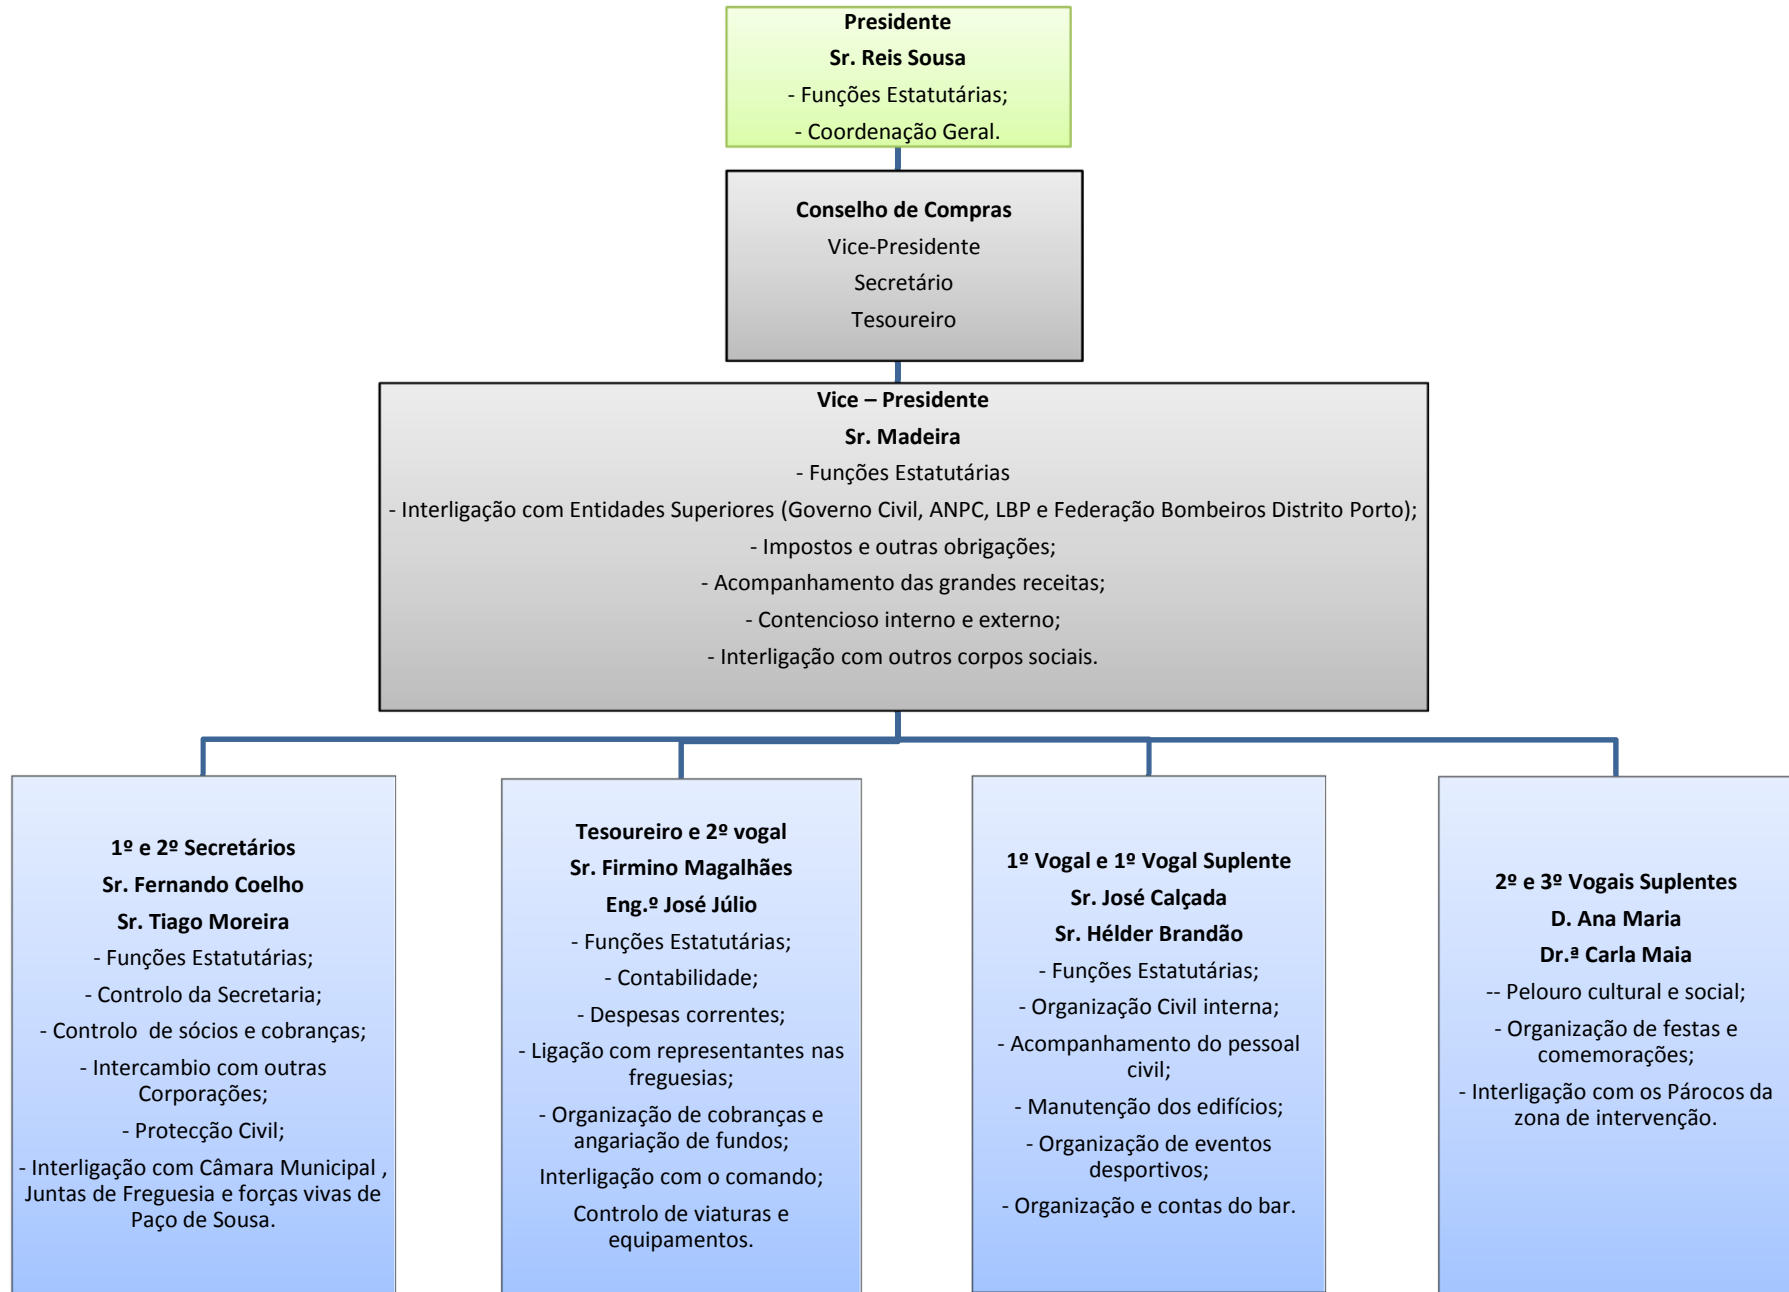 Presidente
Sr. Reis Sousa
- Funções Estatutárias;
- Coordenação Geral.
Conselho de Compras
Vice-Presidente
Secretário
Tesoureiro
Vice – Presidente
Sr. Madeira
- Funções Estatutárias
- Interligação com Entidades Superiores (Governo Civil, ANPC, LBP e Federação Bombeiros Distrito Porto);
- Impostos e outras obrigações;
- Acompanhamento das grandes receitas;
- Contencioso interno e externo;
- Interligação com outros corpos sociais.
1º e 2º Secretários
Sr. Fernando Coelho
Sr. Tiago Moreira
- Funções Estatutárias;
- Controlo da Secretaria;
- Controlo  de sócios e cobranças;
- Intercambio com outras
Corporações;
- Protecção Civil;
- Interligação com Câmara Municipal ,
Juntas de Freguesia e forças vivas de
Paço de Sousa.
Tesoureiro e 2º vogal
Sr. Firmino Magalhães
Eng.º José Júlio
- Funções Estatutárias;
- Contabilidade;
- Despesas correntes;
- Ligação com representantes nas
freguesias;
- Organização de cobranças e
angariação de fundos;
Interligação com o comando;
Controlo de viaturas e
equipamentos.
1º Vogal e 1º Vogal Suplente
Sr. José Calçada
Sr. Hélder Brandão
- Funções Estatutárias;
- Organização Civil interna;
- Acompanhamento do pessoal
civil;
- Manutenção dos edifícios;
- Organização de eventos
desportivos;
- Organização e contas do bar.
2º e 3º Vogais Suplentes
D. Ana Maria
Dr.ª Carla Maia
-- Pelouro cultural e social;
- Organização de festas e
comemorações;
- Interligação com os Párocos da
zona de intervenção.